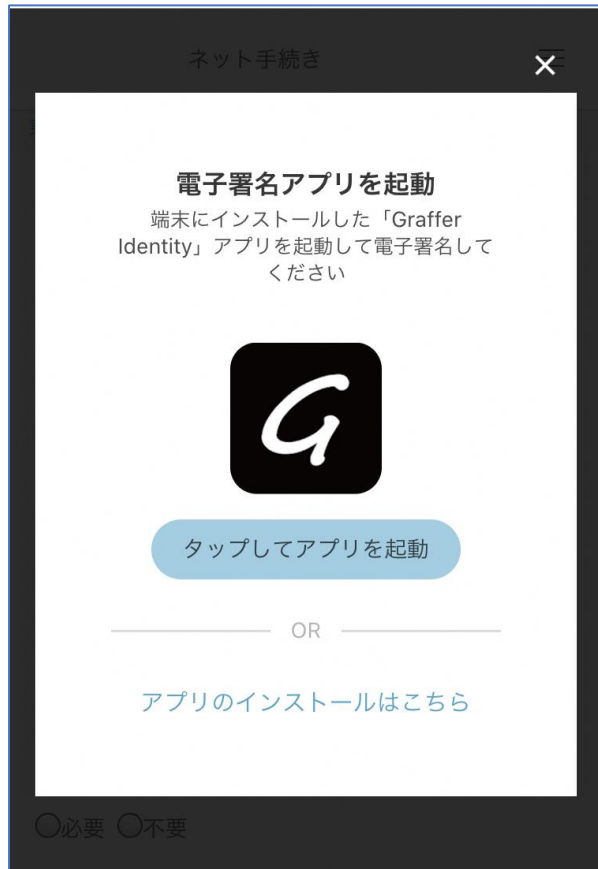 ネット手続き
電子署名アプリを起動
端末にインストールした「Graffer
Identity」アプリを起動して電子署名して
ください
G
タップしてアプリを起動
OR
アプリのインストールはこちら
○必要 ○不要